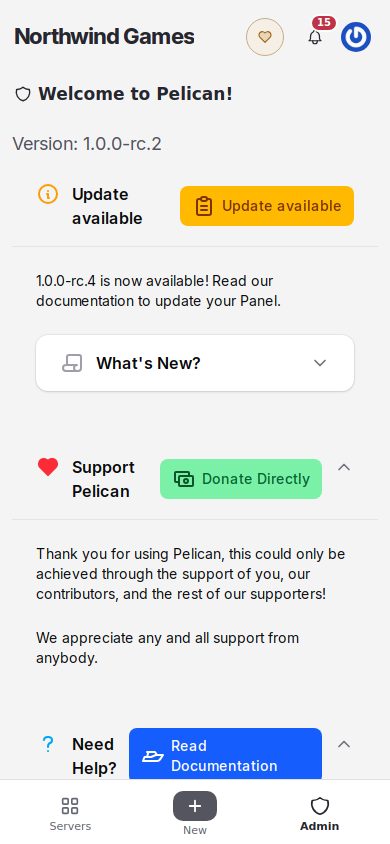 Northwind Games
15
Welcome to Pelican!
Version: 1.0.0-rc.2
Update
available
Update available
1.0.0-rc.4 is now available! Read our
documentation to update your Panel.
What's New?
Support
Pelican
Donate Directly
Thank you for using Pelican, this could only be
achieved through the support of you, our
contributors, and the rest of our supporters!
We appreciate any and all support from
anybody.
Need
Help?
Read
Documentation
Servers
New
Admin